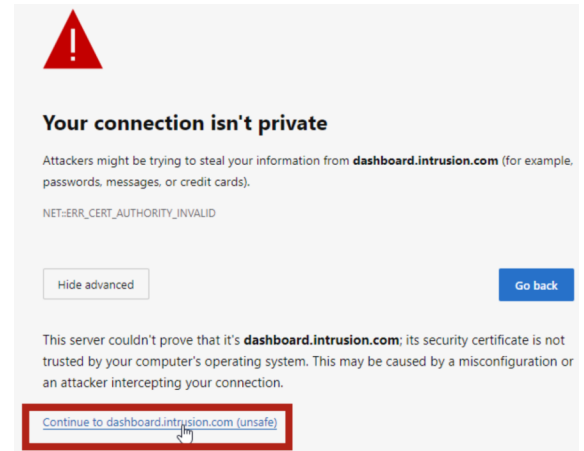 Your connection isn't private
Attackers might be trying to steal your information from dashboard.intrusion.com (for example,
passwords, messages, or credit cards).
NET::ERR_CERT_AUTHORITY_INVALID
Hide advanced
Go back
This server couldn't prove that it's dashboard.intrusion.com; its security certificate is not
trusted by your computer's operating system. This may be caused by a misconfiguration or
an attacker intercepting your connection.
Continue to dashboard.intrusion.com (unsafe)